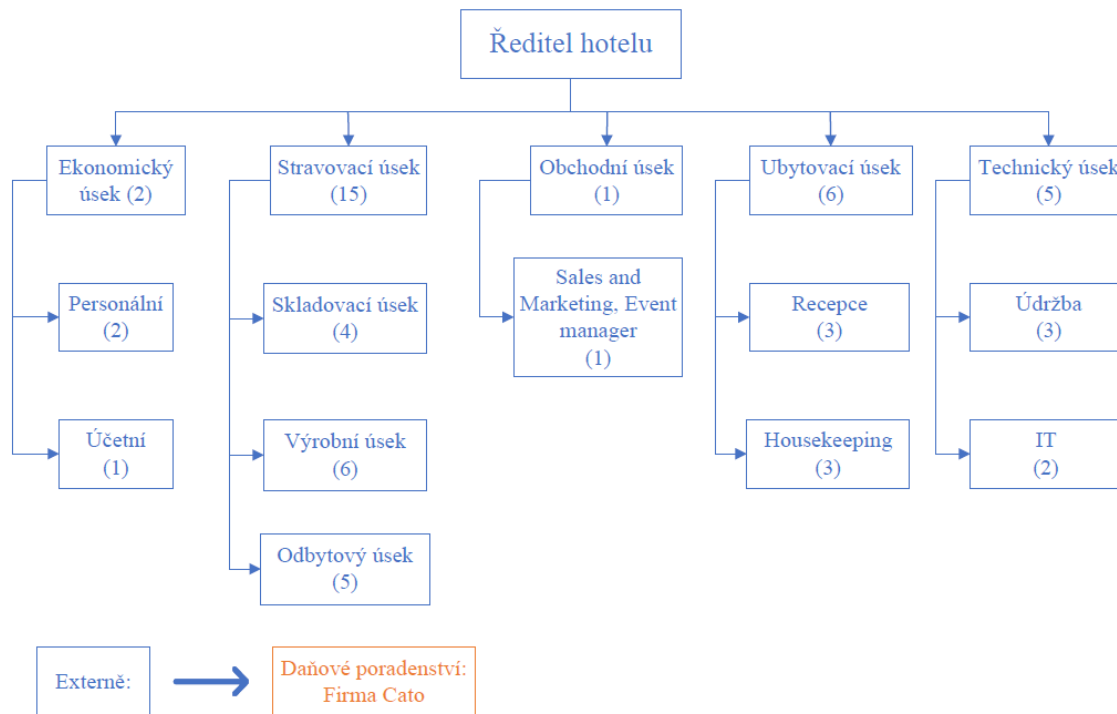 Ředitel hotelu
Ekonomický
úsek (2)
Stravovací úsek
(15)
Obchodní úsek
(1)
Ubytovací úsek
(6)
Technický úsek
(5)
Personální
(2)
Skladovací úsek
(4)
Sales and
Marketing, Event
manager
(1)
Recepce
(3)
Údržba
(3)
Účetní
(1)
Výrobní úsek
(6)
Housekeeping
(3)
IT
(2)
Odbytový úsek
(5)
Externě:
Daňové poradenství:
Firma Cato